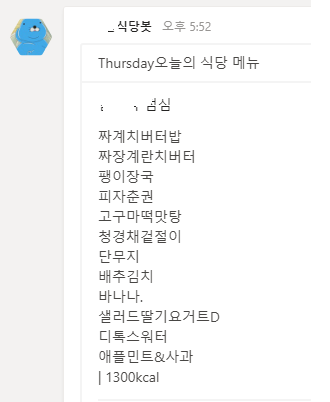 식당봇 오후 5:52
Thursday오늘의 식당 메뉴
점심
짜계치버터밥
짜장계란치버터
팽이장국
피자춘권
고구마떡맛탕
청경채겉절이
단무지
배추김치
바나나.
샐러드딸기요거트D
디톡스워터
애플민트&사과
| 1300kcal